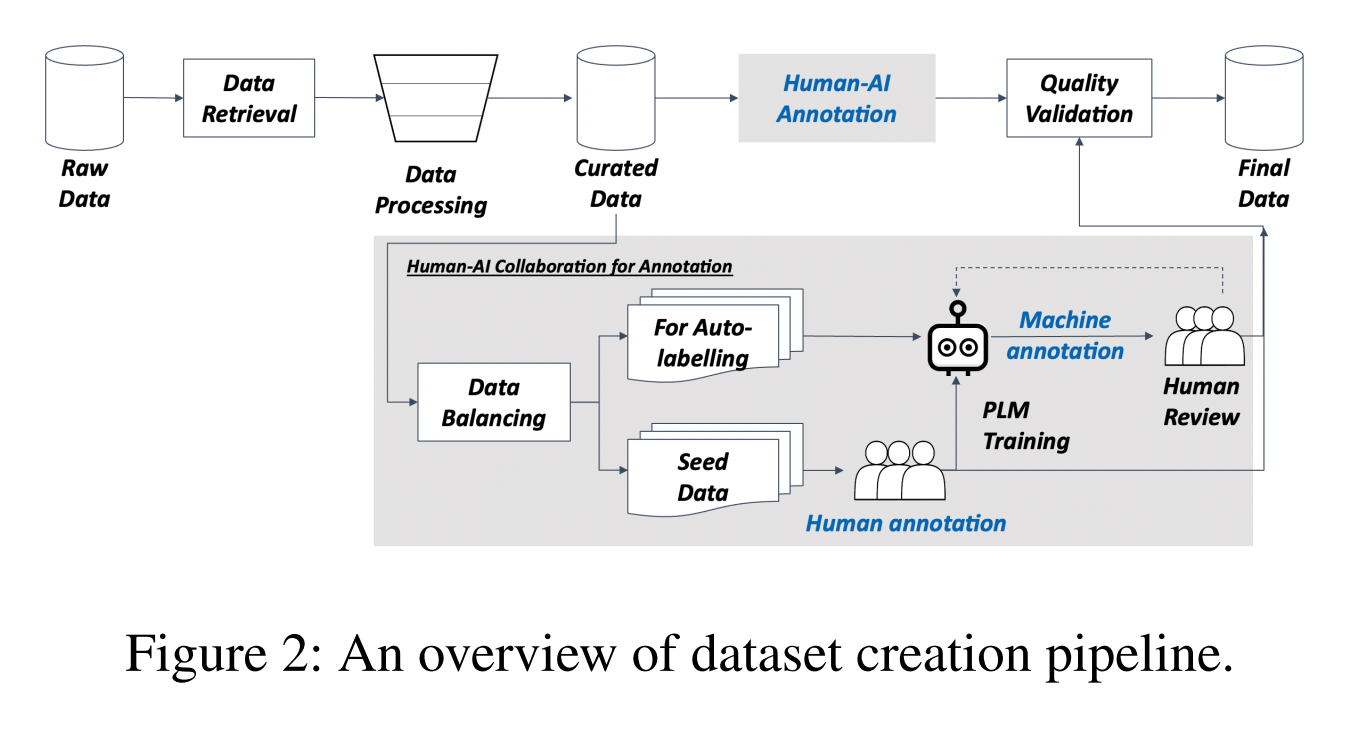 Data
Retrieval
Human-AI
Annotation
Quality
Validation
Raw
Data
Data
Processing
Curated
Data
Final
Data
Human-AI Collaboration for Annotation
For Auto-
labelling
Machine
annotation
Data
Balancing
Human
Review
PLM
Training
Seed
Data
Human annotation
Figure 2: An overview of dataset creation pipeline.